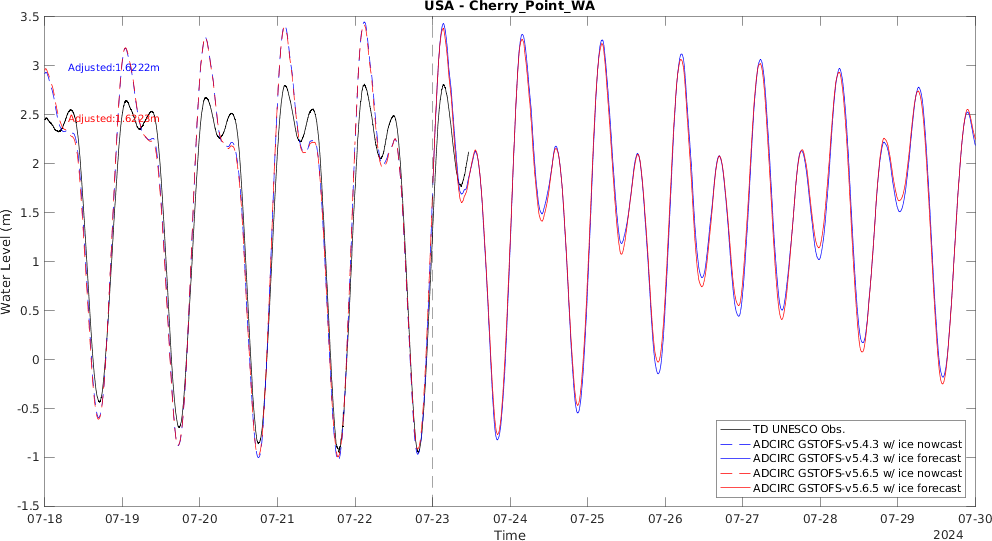 USA - Cherry_Point_WA
3.5
3
2.5
2
1.5
1
0.5
0
-0.5
-1
-1.5
Water Level (m)
Adjusted:1.6222m
Adjusted:1.6223m
TD UNESCO Obs.
ADCIRC GSTOFS-v5.4.3 w/ ice nowcast
ADCIRC GSTOFS-v5.4.3 w/ ice forecast
ADCIRC GSTOFS-v5.6.5 w/ ice nowcast
ADCIRC GSTOFS-v5.6.5 w/ ice forecast
07-18 07-19 07-20 07-21 07-22 07-23 07-24 07-25 07-26 07-27 07-28 07-29 07-30
Time
2024